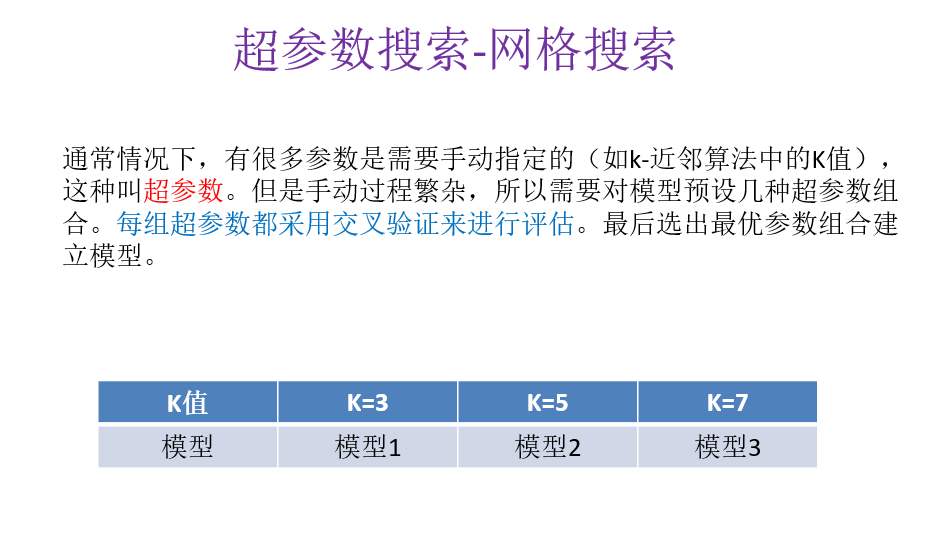 超参数搜索-网格搜索
通常情况下，有很多参数是需要手动指定的（如k-近邻算法中的K值），
这种叫超参数。但是手动过程繁杂，所以需要对模型预设几种超参数组
合。每组超参数都采用交叉验证来进行评估。最后选出最优参数组合建
立模型。
K值 K=3 K=5 K=7
模型 模型1 模型2 模型3